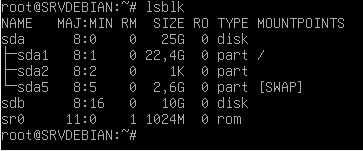 root@SRVDEBIAN:~# lsblk
NAME   MAJ:MIN RM  SIZE RO TYPE MOUNTPOINTS
sda      8:0    0   25G  0 disk
├─sda1   8:1    0 22,4G  0 part /
├─sda2   8:2    0    1K  0 part
└─sda5   8:5    0  2,6G  0 part [SWAP]
sdb      8:16   0   10G  0 disk
sr0     11:0    1 1024M  0 rom
root@SRVDEBIAN:~#